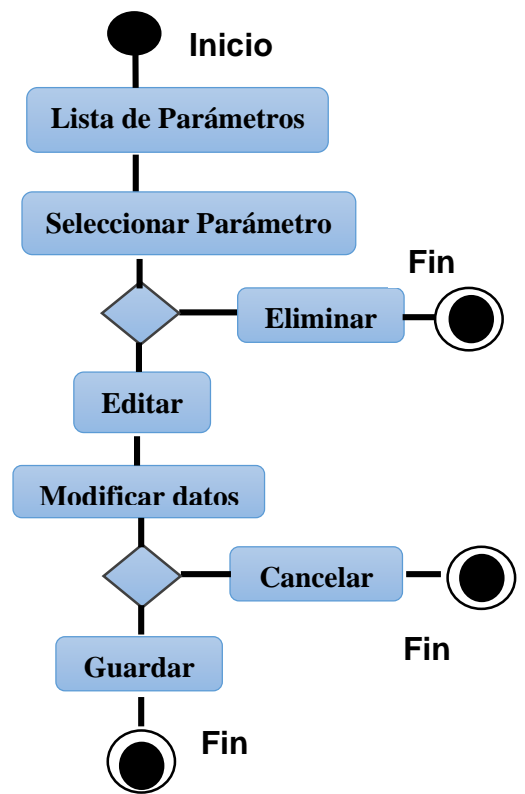 Inicio
Lista de Parámetros
Seleccionar Parámetro
Fin
Eliminar
Editar
Modificar datos
Cancelar
Fin
Guardar
Fin